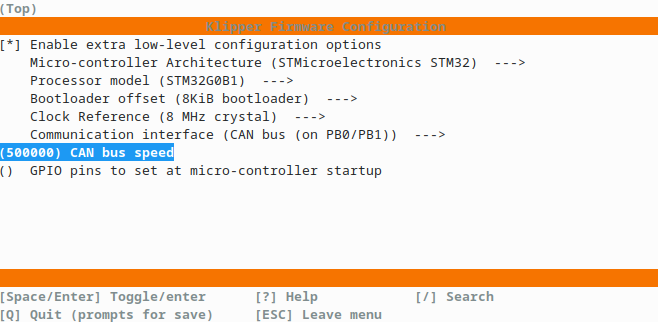 (Top)
Klipper Firmware Configuration
[*] Enable extra low-level configuration options
Micro-controller Architecture (STMicroelectronics STM32)  --->
Processor model (STM32G0B1)  --->
Bootloader offset (8KiB bootloader)  --->
Clock Reference (8 MHz crystal)  --->
Communication interface (CAN bus (on PB0/PB1))  --->
(500000) CAN bus speed
()  GPIO pins to set at micro-controller startup
[Space/Enter] Toggle/enter      [?] Help            [/] Search
[Q] Quit (prompts for save)     [ESC] Leave menu